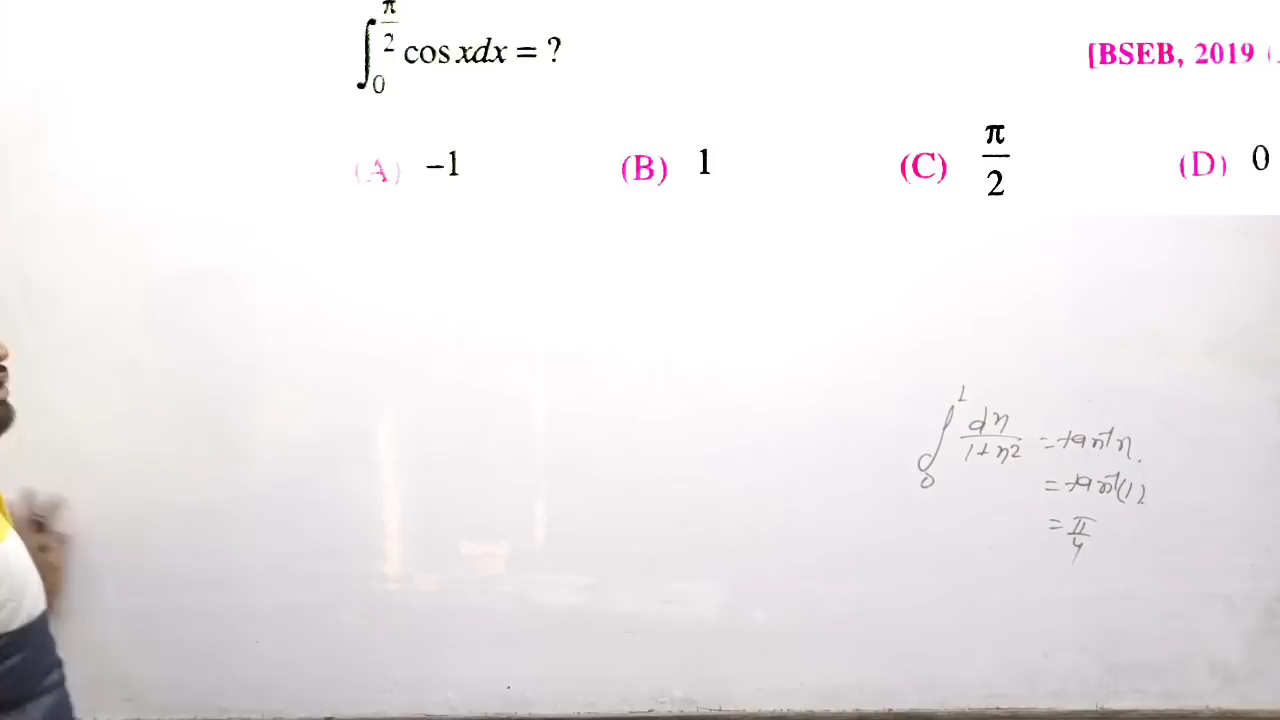 ∫₀^(π/2) cos xdx = ?
[BSEB, 2019 (
(A) −1 (B) 1 (C) π/2 (D) 0
∫₀¹ dx/(1+x²) = tan⁻¹x.
= tan⁻¹(1)
= π/4